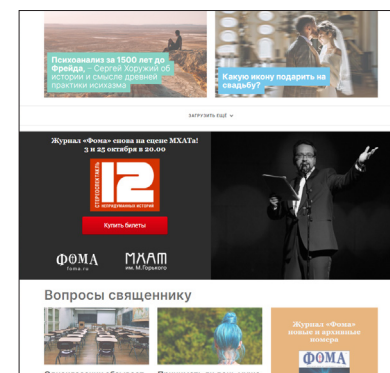 Психоанализ за 1500 лет до
Фрейда, – Сергей Хоружий об
истории и смысле древней
практики исихазма
Какую икону подарить на
свадьбу?
ЗАГРУЗИТЬ ЕЩЁ
Журнал «Фома» снова на сцене МХАТа!
3 и 25 октября в 20.00
СТЕРЕОСПЕКТАКЛЬ
12
НЕПРИДУМАННЫХ ИСТОРИЙ
Купить билеты
ФОМА
foma.ru
МХАТ
им. М.Горького
Вопросы священнику
Журнал «Фома»
новые и архивные
номера
ФОМА